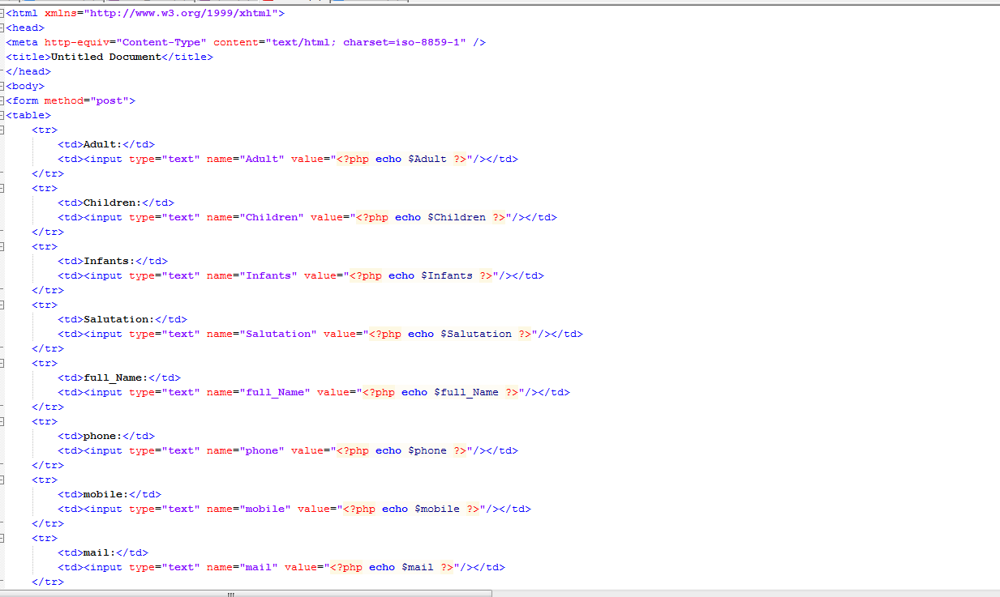 <html xmlns="http://www.w3.org/1999/xhtml">
<head>
<meta http-equiv="Content-Type" content="text/html; charset=iso-8859-1" />
<title>Untitled Document</title>
</head>
<body>
<form method="post">
<table>
    <tr>
        <td>Adult:</td>
        <td><input type="text" name="Adult" value="<?php echo $Adult ?>"/></td>
    </tr>
    <tr>
        <td>Children:</td>
        <td><input type="text" name="Children" value="<?php echo $Children ?>"/></td>
    </tr>
    <tr>
        <td>Infants:</td>
        <td><input type="text" name="Infants" value="<?php echo $Infants ?>"/></td>
    </tr>
    <tr>
        <td>Salutation:</td>
        <td><input type="text" name="Salutation" value="<?php echo $Salutation ?>"/></td>
    </tr>
    <tr>
        <td>full_Name:</td>
        <td><input type="text" name="full_Name" value="<?php echo $full_Name ?>"/></td>
    </tr>
    <tr>
        <td>phone:</td>
        <td><input type="text" name="phone" value="<?php echo $phone ?>"/></td>
    </tr>
    <tr>
        <td>mobile:</td>
        <td><input type="text" name="mobile" value="<?php echo $mobile ?>"/></td>
    </tr>
    <tr>
        <td>mail:</td>
        <td><input type="text" name="mail" value="<?php echo $mail ?>"/></td>
    </tr>